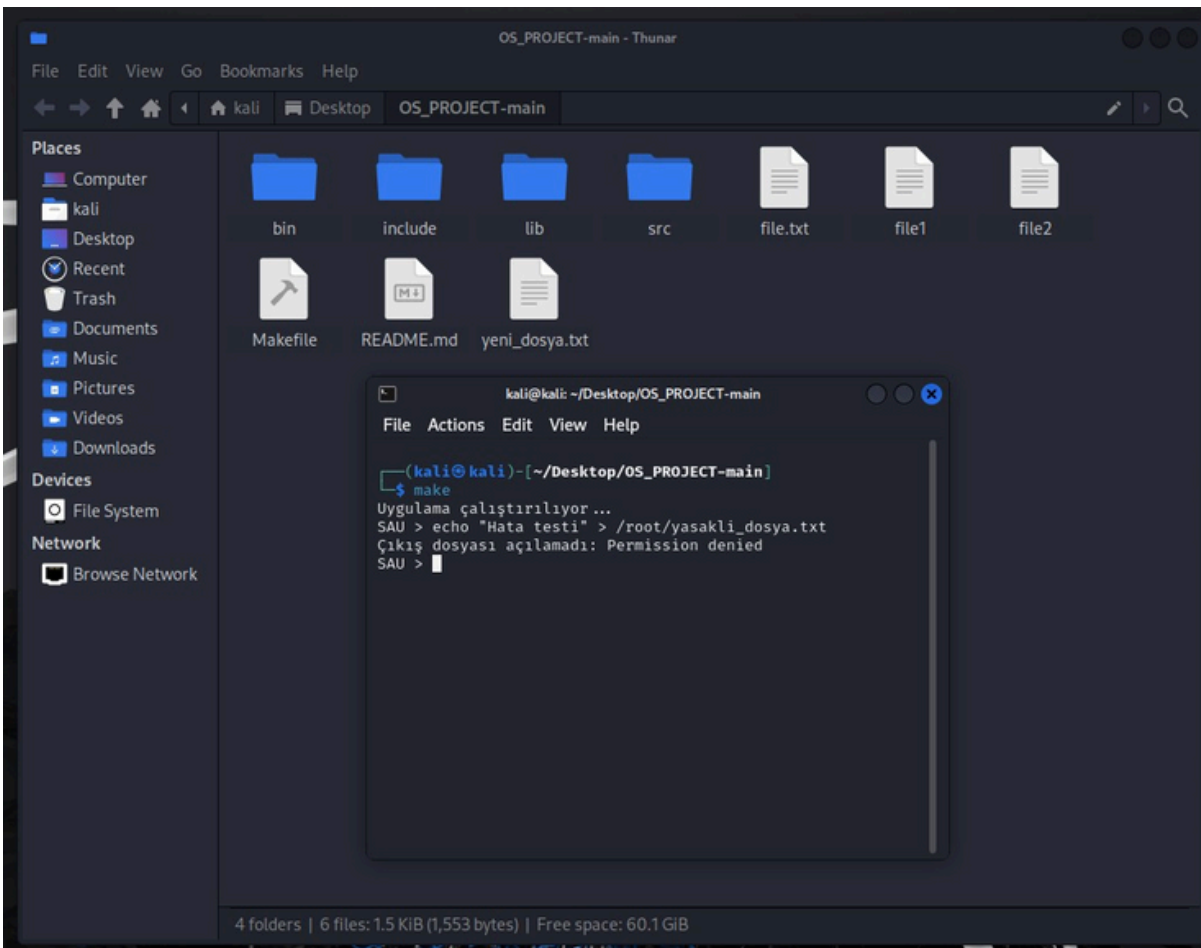 OS_PROJECT-main - Thunar
File Edit View Go Bookmarks Help
kali Desktop OS_PROJECT-main
Places
Computer
kali
Desktop
Recent
Trash
Documents
Music
Pictures
Videos
Downloads
Devices
File System
Network
Browse Network
bin include lib src file.txt file1 file2
M↓
Makefile README.md yeni_dosya.txt
kali@kali: ~/Desktop/OS_PROJECT-main
File Actions Edit View Help
┌──(kali㉿kali)-[~/Desktop/OS_PROJECT-main]
└─$ make
Uygulama çalıştırılıyor...
SAU > echo "Hata testi" > /root/yasakli_dosya.txt
Çıkış dosyası açılamadı: Permission denied
SAU >
4 folders | 6 files: 1.5 KiB (1,553 bytes) | Free space: 60.1 GiB